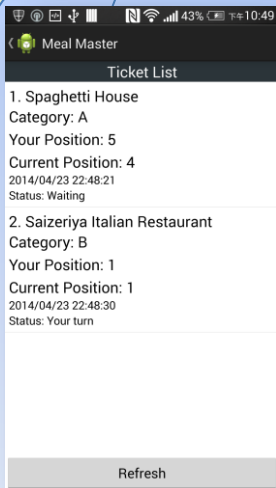 43% 下午10:49
Meal Master
Ticket List
1. Spaghetti House
Category: A
Your Position: 5
Current Position: 4
2014/04/23 22:48:21
Status: Waiting
2. Saizeriya Italian Restaurant
Category: B
Your Position: 1
Current Position: 1
2014/04/23 22:48:30
Status: Your turn
Refresh